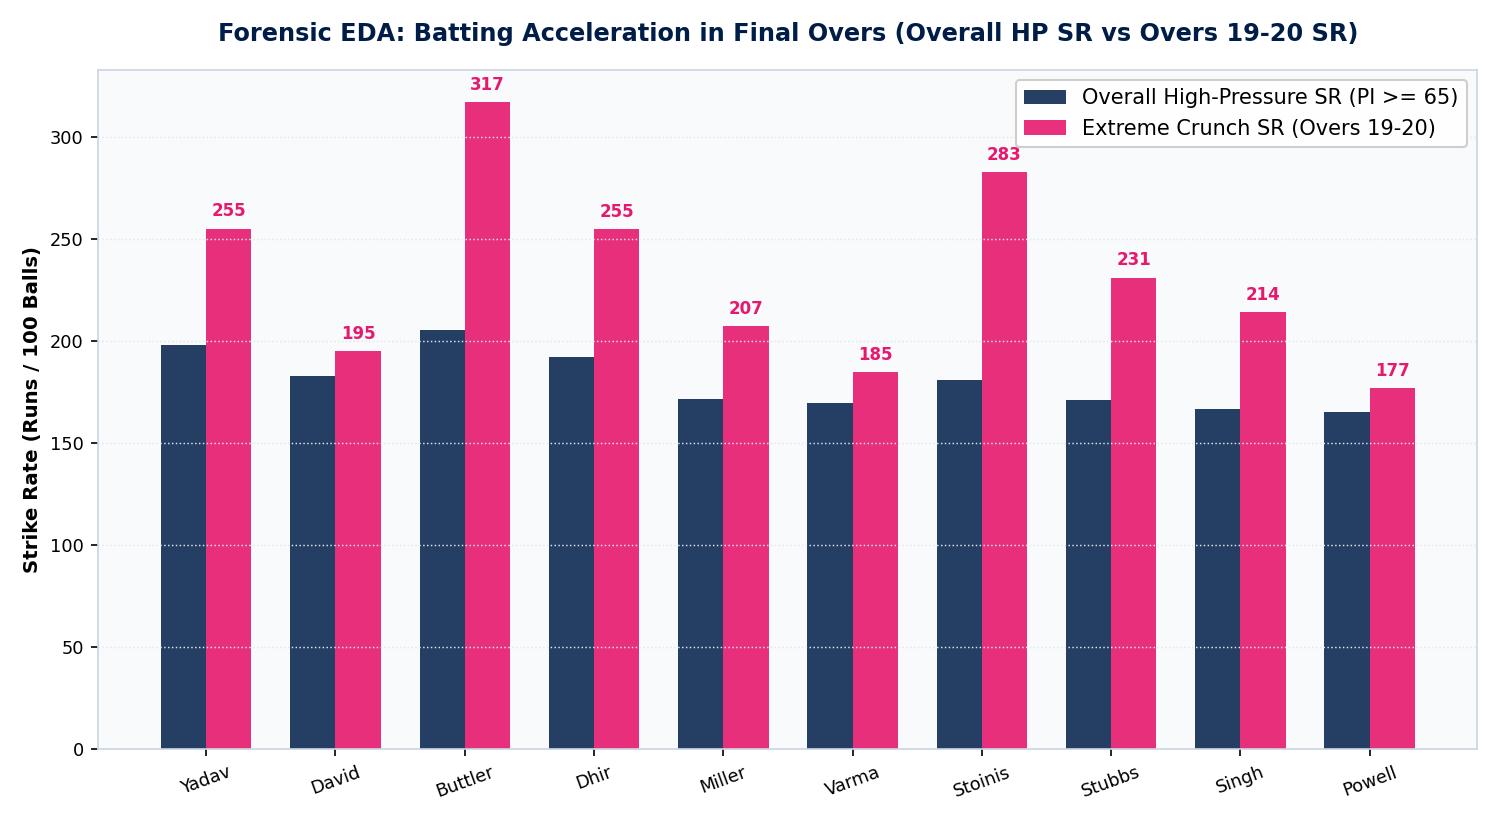 Forensic EDA: Batting Acceleration in Final Overs (Overall HP SR vs Overs 19-20 SR)
Overall High-Pressure SR (PI >= 65)
Extreme Crunch SR (Overs 19-20)
Strike Rate (Runs / 100 Balls)
300
250
200
150
100
50
0
255
195
317
255
207
185
283
231
214
177
Yadav
David
Buttler
Dhir
Miller
Varma
Stoinis
Stubbs
Singh
Powell